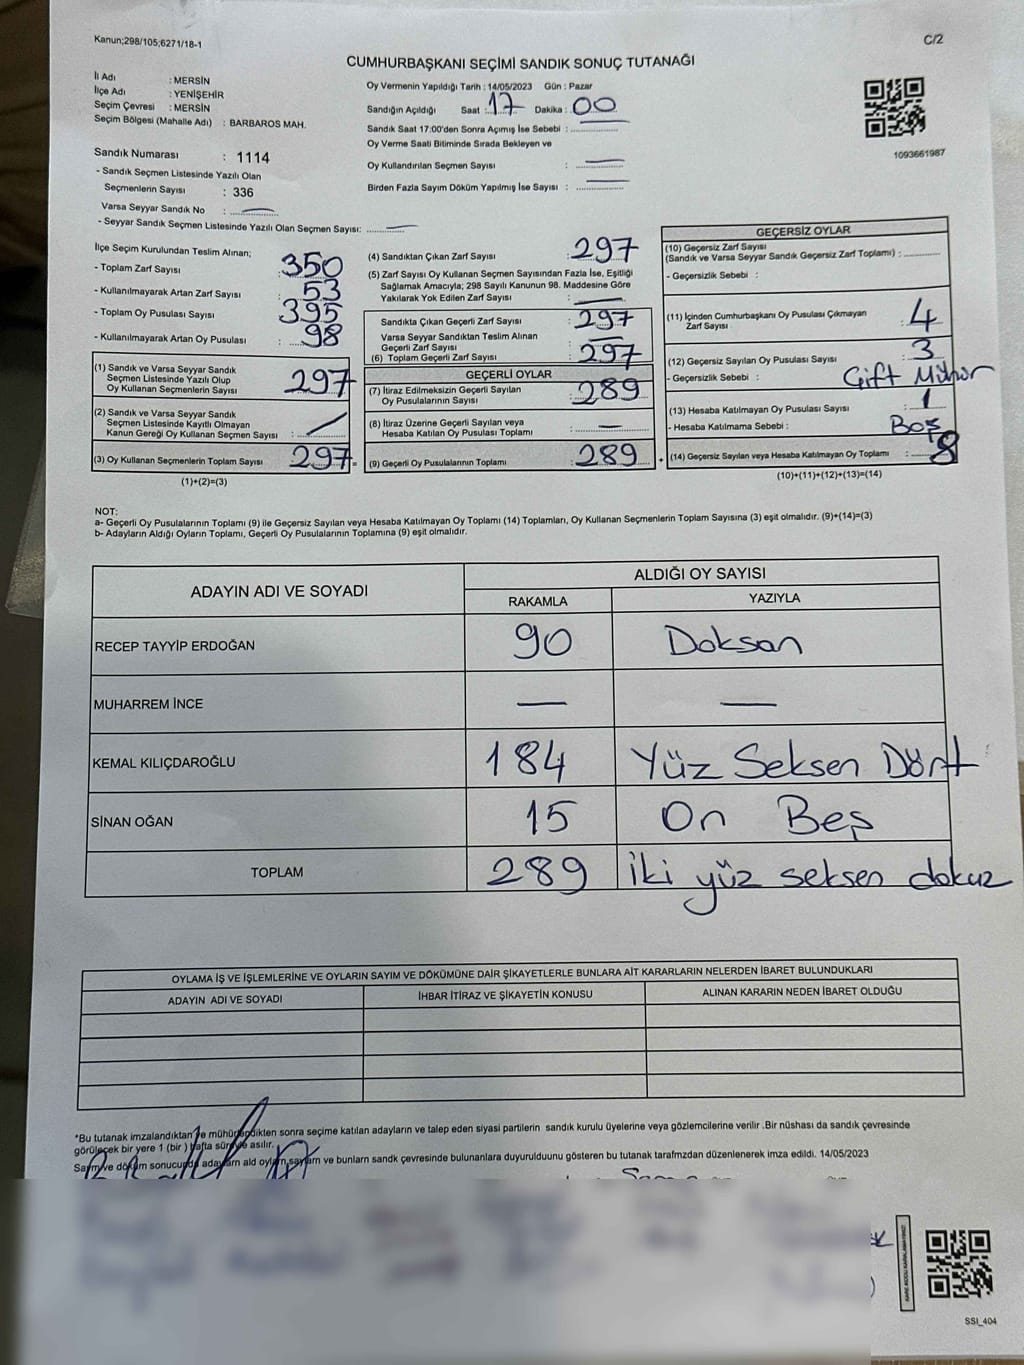 Kanun;298/105;6271/18-1
C/2
CUMHURBAŞKANI SEÇİMİ SANDIK SONUÇ TUTANAĞI
İl Adı : MERSİN
İlçe Adı : YENİŞEHİR
Seçim Çevresi : MERSİN
Seçim Bölgesi (Mahalle Adı) : BARBAROS MAH.
Oy Vermenin Yapıldığı Tarih : 14/05/2023 Gün : Pazar
Sandığın Açıldığı Saat : 17 Dakika : 00
Sandık Saat 17:00'den Sonra Açımış İse Sebebi :
Oy Verme Saati Bitiminde Sırada Bekleyen ve
Oy Kullandırılan Seçmen Sayısı : —
Birden Fazla Sayım Döküm Yapılmış İse Sayısı : —
1093661987
Sandık Numarası : 1114
- Sandık Seçmen Listesinde Yazılı Olan
Seçmenlerin Sayısı : 336
Varsa Seyyar Sandık No : —
- Seyyar Sandık Seçmen Listesinde Yazılı Olan Seçmen Sayısı: —
İlçe Seçim Kurulundan Teslim Alınan;
- Toplam Zarf Sayısı : 350
- Kullanılmayarak Artan Zarf Sayısı : 53
- Toplam Oy Pusulası Sayısı : 395
- Kullanılmayarak Artan Oy Pusulası : 98
(1) Sandık ve Varsa Seyyar Sandık
Seçmen Listesinde Yazılı Olup
Oy Kullanan Seçmenlerin Sayısı : 297
(2) Sandık ve Varsa Seyyar Sandık
Seçmen Listesinde Kayıtlı Olmayan
Kanun Gereği Oy Kullanan Seçmen Sayısı : /
(3) Oy Kullanan Seçmenlerin Toplam Sayısı : 297 =
(1)+(2)=(3)
(4) Sandıktan Çıkan Zarf Sayısı : 297
(5) Zarf Sayısı Oy Kullanan Seçmen Sayısından Fazla İse, Eşitliği
Sağlamak Amacıyla; 298 Sayılı Kanunun 98. Maddesine Göre
Yakılarak Yok Edilen Zarf Sayısı : —
Sandıkta Çıkan Geçerli Zarf Sayısı : 297
Varsa Seyyar Sandıktan Teslim Alınan
Geçerli Zarf Sayısı : —
(6) Toplam Geçerli Zarf Sayısı : 297
GEÇERLİ OYLAR
(7) İtiraz Edilmeksizin Geçerli Sayılan
Oy Pusulalarının Sayısı : 289
(8) İtiraz Üzerine Geçerli Sayılan veya
Hesaba Katılan Oy Pusulası Toplamı : —
(9) Geçerli Oy Pusulalarının Toplamı : 289 +
GEÇERSİZ OYLAR
(10) Geçersiz Zarf Sayısı
(Sandık ve Varsa Seyyar Sandık Geçersiz Zarf Toplamı) :
- Geçersizlik Sebebi :
(11) İçinden Cumhurbaşkanı Oy Pusulası Çıkmayan
Zarf Sayısı : 4
(12) Geçersiz Sayılan Oy Pusulası Sayısı : 3
- Geçersizlik Sebebi : Çift Mühür
(13) Hesaba Katılmayan Oy Pusulası Sayısı : 1
- Hesaba Katılmama Sebebi : Boş
(14) Geçersiz Sayılan veya Hesaba Katılmayan Oy Toplamı : 8
(10)+(11)+(12)+(13)=(14)
NOT:
a- Geçerli Oy Pusulalarının Toplamı (9) ile Geçersiz Sayılan veya Hesaba Katılmayan Oy Toplamı (14) Toplamları, Oy Kullanan Seçmenlerin Toplam Sayısına (3) eşit olmalıdır. (9)+(14)=(3)
b- Adayların Aldığı Oyların Toplamı, Geçerli Oy Pusulalarının Toplamına (9) eşit olmalıdır.
ADAYIN ADI VE SOYADI
ALDIĞI OY SAYISI
RAKAMLA YAZIYLA
RECEP TAYYİP ERDOĞAN 90 Doksan
MUHARREM İNCE — —
KEMAL KILIÇDAROĞLU 184 Yüz Seksen Dört
SİNAN OĞAN 15 On Beş
TOPLAM 289 iki yüz seksen dokuz
OYLAMA İŞ VE İŞLEMLERİNE VE OYLARIN SAYIM VE DÖKÜMÜNE DAİR ŞİKAYETLERLE BUNLARA AİT KARARLARIN NELERDEN İBARET BULUNDUKLARI
ADAYIN ADI VE SOYADI İHBAR İTİRAZ VE ŞİKAYETİN KONUSU ALINAN KARARIN NEDEN İBARET OLDUĞU
*Bu tutanak imzalandıktan ve mühürlendikten sonra seçime katılan adayların ve talep eden siyasi partilerin sandık kurulu üyelerine veya gözlemcilerine verilir .Bir nüshası da sandık çevresinde
görülecek bir yere 1 (bir ) hafta süreyle asılır.
Sayım ve döküm sonucunda adayların ald oyların sayım ve bunların sandk çevresinde bulunanlara duyurulduunu gösteren bu tutanak tarafmzdan düzenlenerek imza edildi. 14/05/2023
SSI_404